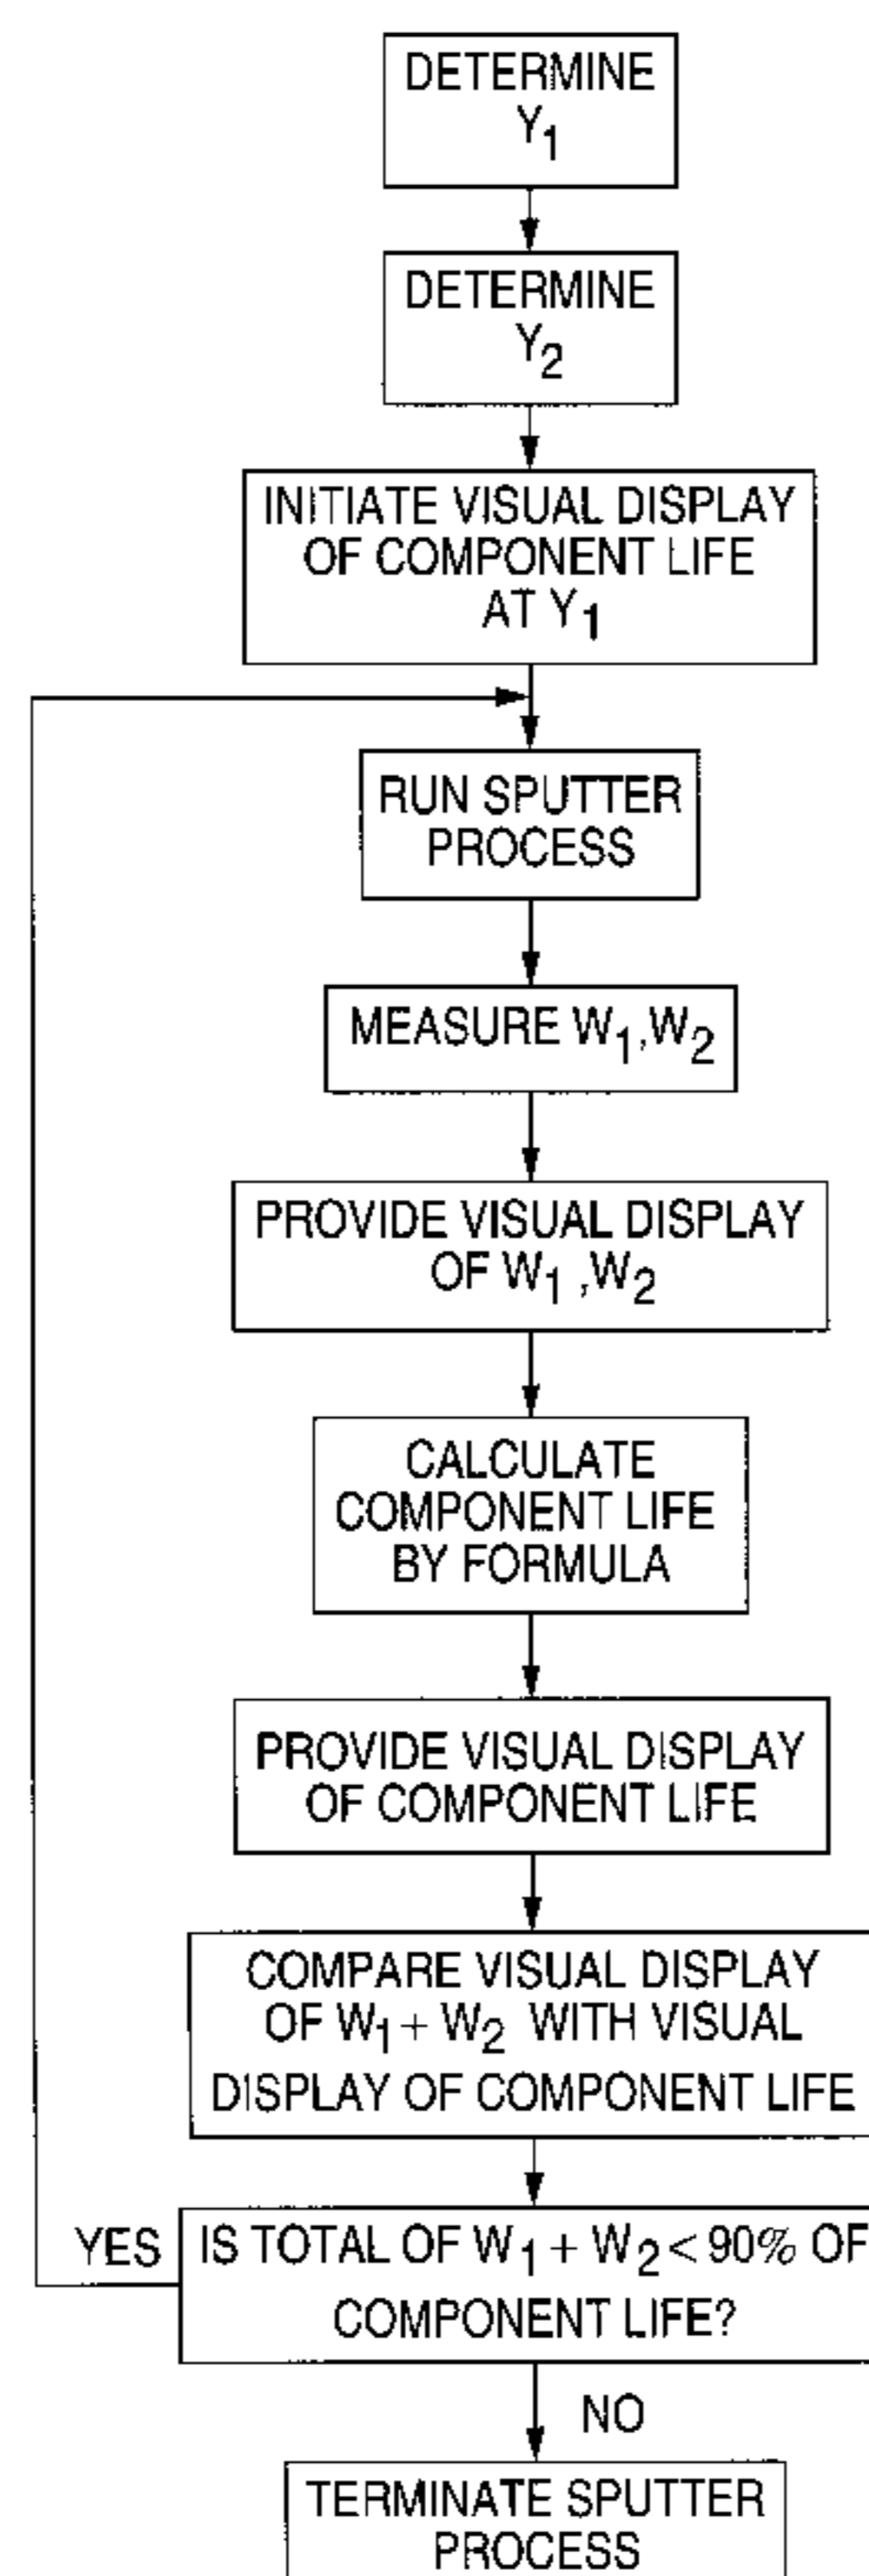 DETERMINE
Y1
DETERMINE
Y2
INITIATE VISUAL DISPLAY
OF COMPONENT LIFE
AT Y1
RUN SPUTTER
PROCESS
MEASURE W1,W2
PROVIDE VISUAL DISPLAY
OF W1 ,W2
CALCULATE
COMPONENT LIFE
BY FORMULA
PROVIDE VISUAL DISPLAY
OF COMPONENT LIFE
COMPARE VISUAL DISPLAY
OF W1 + W2 WITH VISUAL
DISPLAY OF COMPONENT LIFE
YES
IS TOTAL OF W1 + W2 < 90% OF
COMPONENT LIFE?
NO
TERMINATE SPUTTER
PROCESS